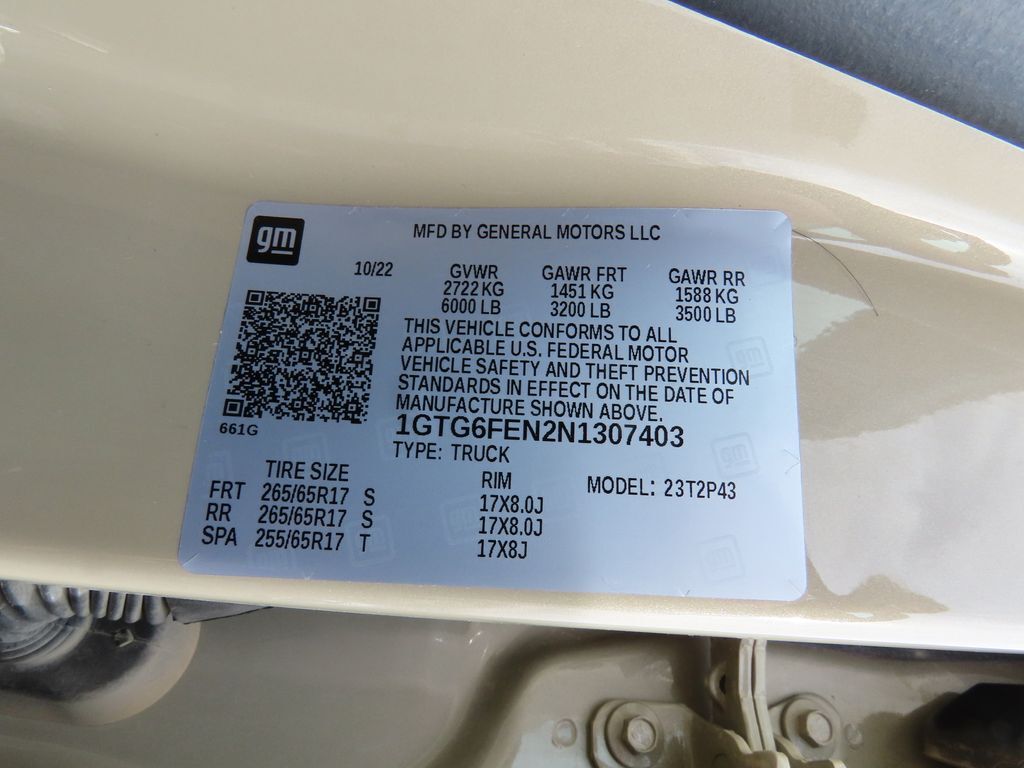 gm
MFD BY GENERAL MOTORS LLC
10/22 GVWR GAWR FRT GAWR RR
2722 KG 1451 KG 1588 KG
6000 LB 3200 LB 3500 LB
THIS VEHICLE CONFORMS TO ALL
APPLICABLE U.S. FEDERAL MOTOR
VEHICLE SAFETY AND THEFT PREVENTION
STANDARDS IN EFFECT ON THE DATE OF
MANUFACTURE SHOWN ABOVE.
661G
1GTG6FEN2N1307403
TYPE: TRUCK
TIRE SIZE RIM MODEL: 23T2P43
FRT 265/65R17 S 17X8.0J
RR 265/65R17 S 17X8.0J
SPA 255/65R17 T 17X8J